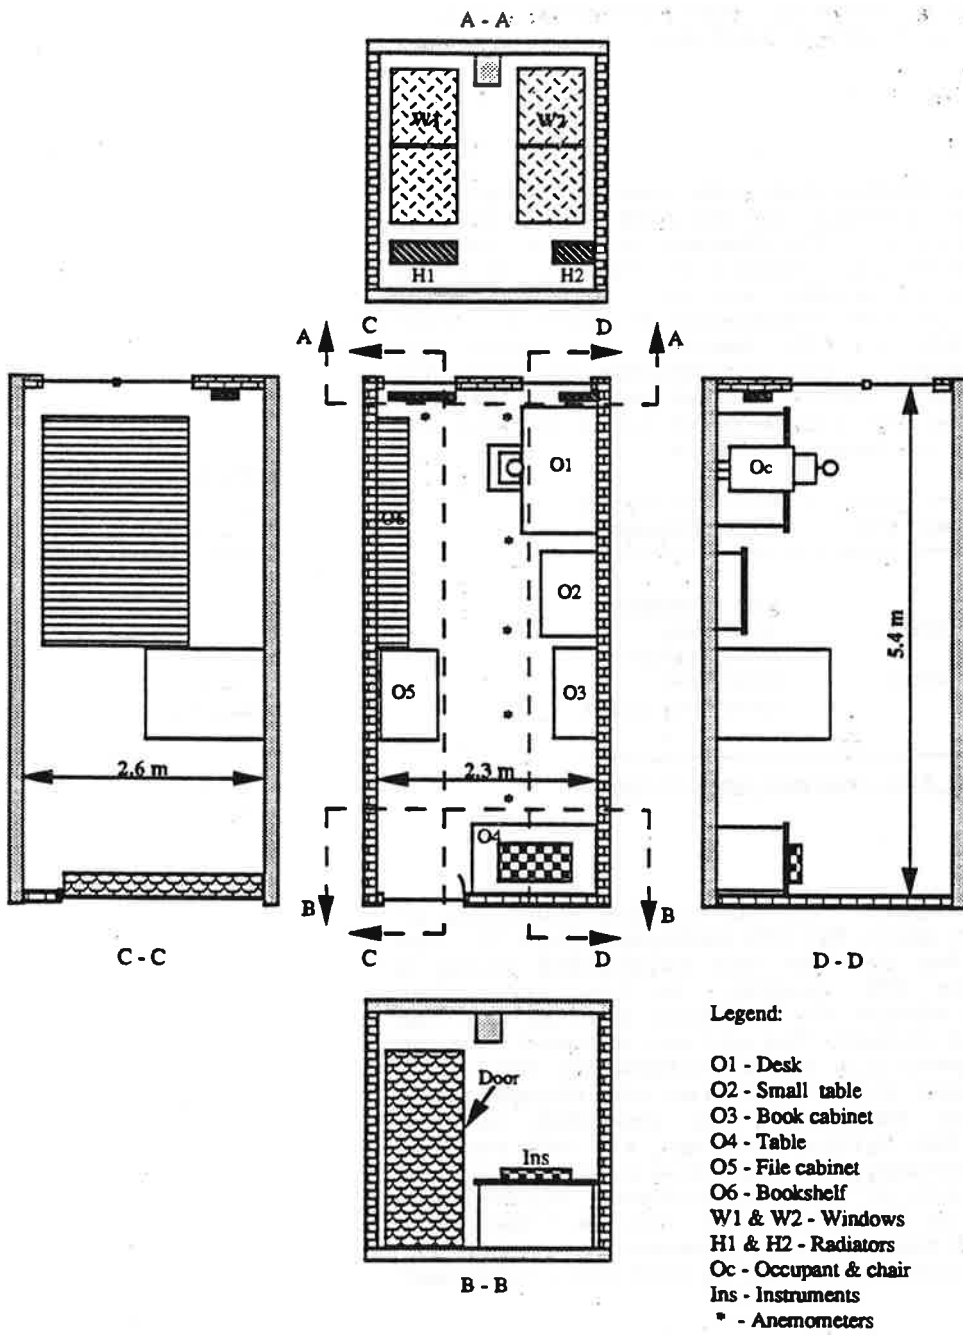 A - A
W1
W2
H1
H2
A
C
D
A
O1
Oc
O6
O2
5.4 m
O5
O3
2.6 m
2.3 m
O4
B
B
C
D
C - C
D - D
Legend:
O1 - Desk
O2 - Small table
O3 - Book cabinet
O4 - Table
O5 - File cabinet
O6 - Bookshelf
W1 & W2 - Windows
H1 & H2 - Radiators
Oc - Occupant & chair
Ins - Instruments
* - Anemometers
Door
Ins
B - B